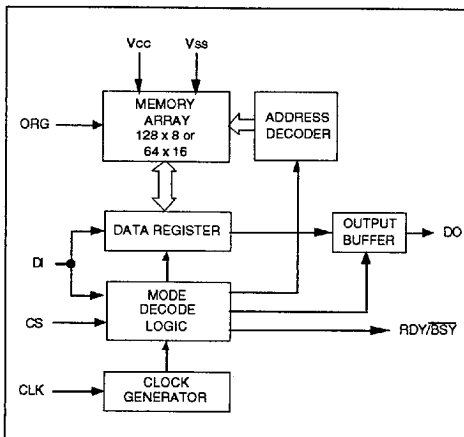 Vcc
Vss
ORG
MEMORY
ARRAY
128 x 8 or
64 x 16
ADDRESS
DECODER
DATA REGISTER
OUTPUT
BUFFER
DO
DI
MODE
DECODE
LOGIC
CS
RDY/BSY
CLK
CLOCK
GENERATOR